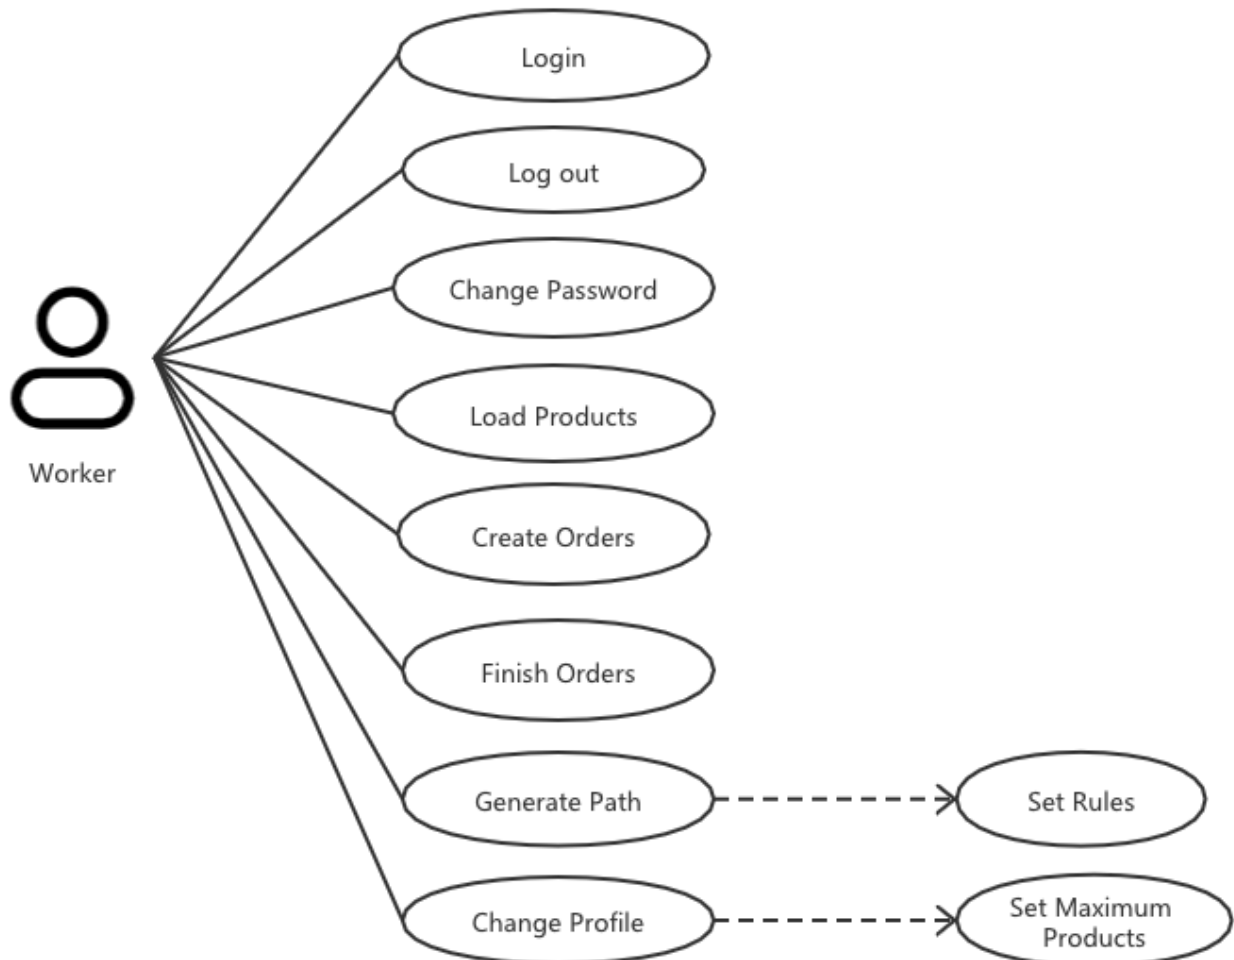 Login
Log out
Change Password
Load Products
Worker
Create Orders
Finish Orders
Generate Path
Set Rules
Change Profile
Set Maximum
Products